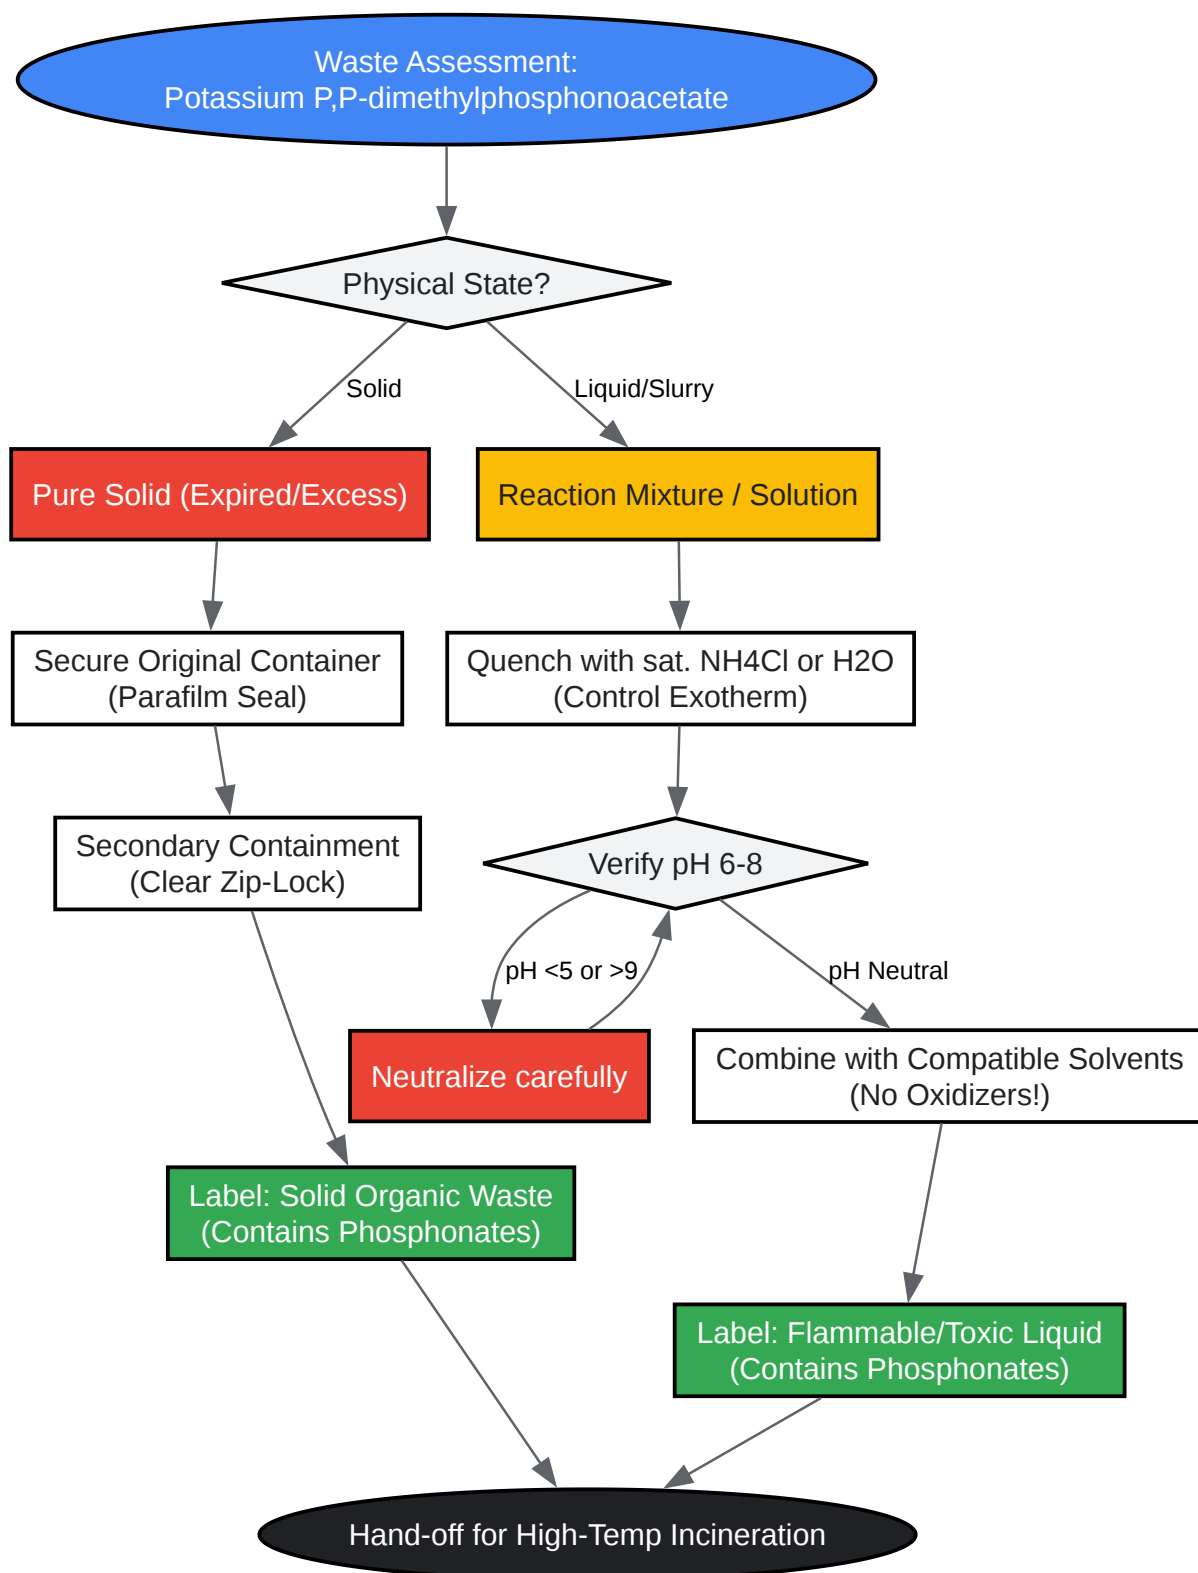 Waste Assessment:
Potassium P,P-dimethylphosphonoacetate
Physical State?
Solid
Liquid/Slurry
Pure Solid (Expired/Excess)
Reaction Mixture / Solution
Secure Original Container
(Parafilm Seal)
Quench with sat. NH4Cl or H2O
(Control Exotherm)
Secondary Containment
(Clear Zip-Lock)
Verify pH 6-8
pH <5 or >9
pH Neutral
Neutralize carefully
Combine with Compatible Solvents
(No Oxidizers!)
Label: Solid Organic Waste
(Contains Phosphonates)
Label: Flammable/Toxic Liquid
(Contains Phosphonates)
Hand-off for High-Temp Incineration